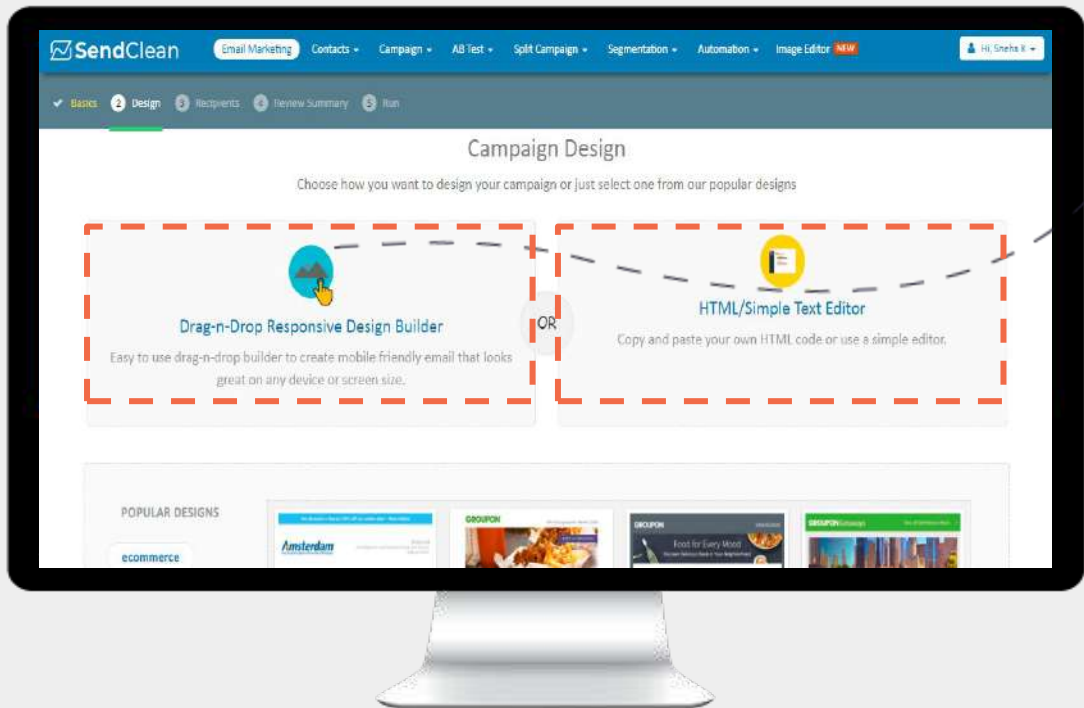 SendClean
Email Marketing Contacts Campaign AB Test Split Campaign Segmentation Automation Image Editor NEW Hi, Sneha K
Basics 2 Design 3 Recipients 4 Review Summary 5 Run
Campaign Design
Choose how you want to design your campaign or just select one from our popular designs
Drag-n-Drop Responsive Design Builder
Easy to use drag-n-drop builder to create mobile friendly email that looks
great on any device or screen size.
OR
HTML/Simple Text Editor
Copy and paste your own HTML code or use a simple editor.
POPULAR DESIGNS
ecommerce
Amsterdam
GROUPON
GROUPON
Food for Every Mood
GROUPON